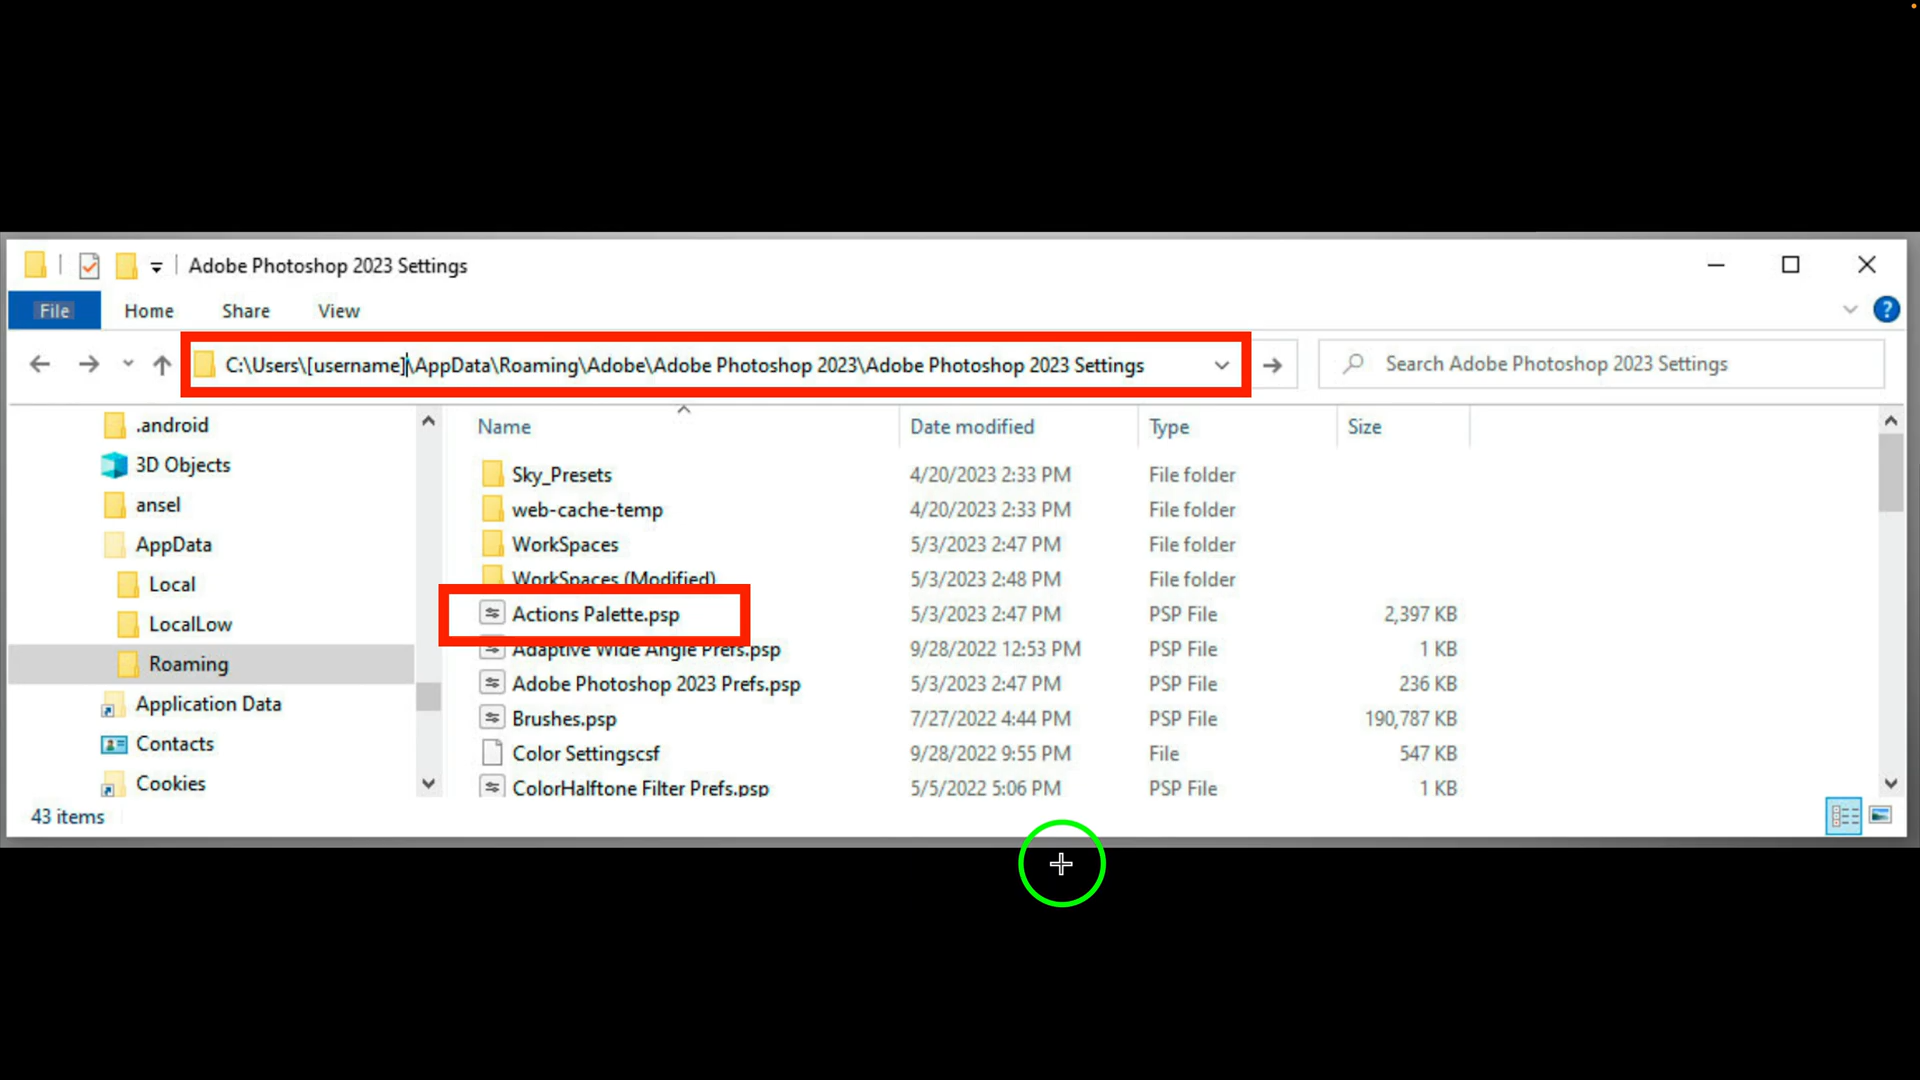 Adobe Photoshop 2023 Settings
File Home Share View
C:\Users\[username]\AppData\Roaming\Adobe\Adobe Photoshop 2023\Adobe Photoshop 2023 Settings
Search Adobe Photoshop 2023 Settings
.android
3D Objects
ansel
AppData
Local
LocalLow
Roaming
Application Data
Contacts
Cookies
Name Date modified Type Size
Sky_Presets 4/20/2023 2:33 PM File folder
web-cache-temp 4/20/2023 2:33 PM File folder
WorkSpaces 5/3/2023 2:47 PM File folder
WorkSpaces (Modified) 5/3/2023 2:48 PM File folder
Actions Palette.psp 5/3/2023 2:47 PM PSP File 2,397 KB
Adaptive Wide Angle Prefs.psp 9/28/2022 12:53 PM PSP File 1 KB
Adobe Photoshop 2023 Prefs.psp 5/3/2023 2:47 PM PSP File 236 KB
Brushes.psp 7/27/2022 4:44 PM PSP File 190,787 KB
Color Settingscsf 9/28/2022 9:55 PM File 547 KB
ColorHalftone Filter Prefs.psp 5/5/2022 5:06 PM PSP File 1 KB
43 items